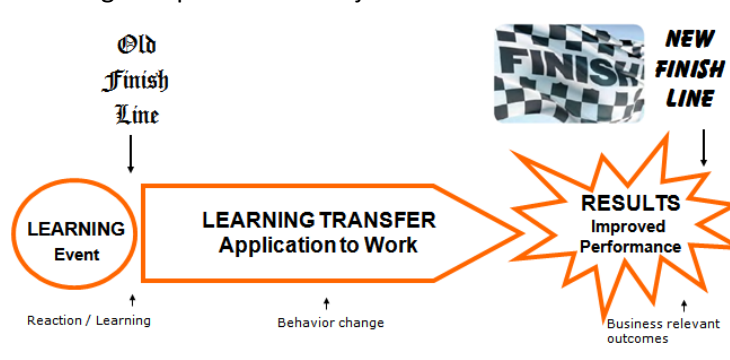 Old
Finish
Line
FINISH
NEW
FINISH
LINE
LEARNING
Event
LEARNING TRANSFER
Application to Work
RESULTS
Improved
Performance
Reaction / Learning
Behavior change
Business relevant
outcomes